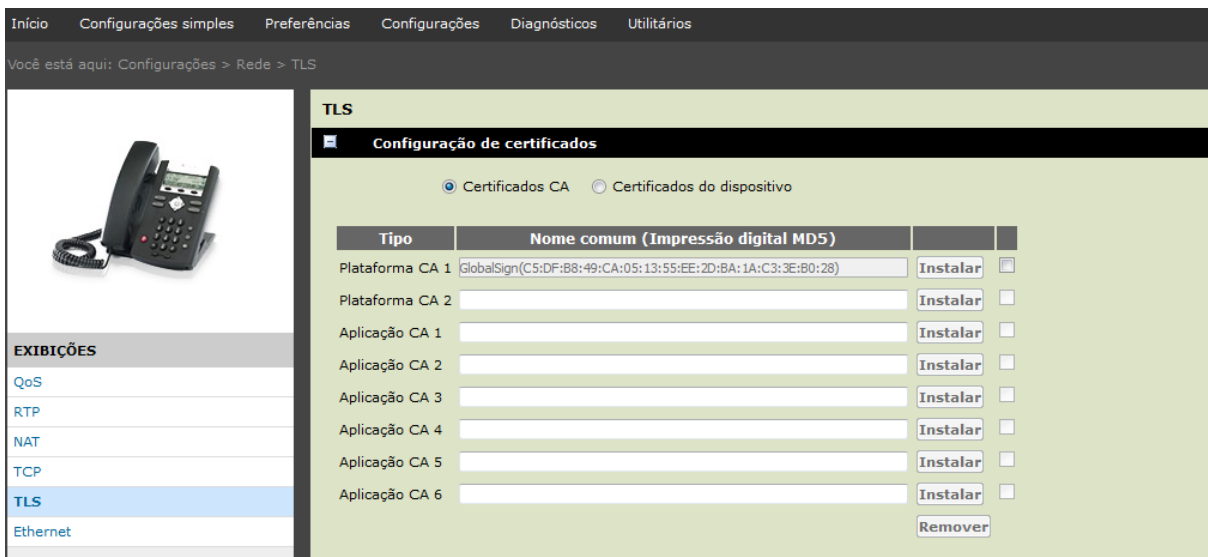 Início Configurações simples Preferências Configurações Diagnósticos Utilitários
Você está aqui: Configurações > Rede > TLS
TLS
Configuração de certificados
Certificados CA Certificados do dispositivo
Tipo Nome comum (Impressão digital MD5)
Plataforma CA 1 GlobalSign(C5:DF:B8:49:CA:05:13:55:EE:2D:BA:1A:C3:3E:B0:28) Instalar
Plataforma CA 2 Instalar
Aplicação CA 1 Instalar
Aplicação CA 2 Instalar
Aplicação CA 3 Instalar
Aplicação CA 4 Instalar
Aplicação CA 5 Instalar
Aplicação CA 6 Instalar
Remover
EXIBIÇÕES
QoS
RTP
NAT
TCP
TLS
Ethernet